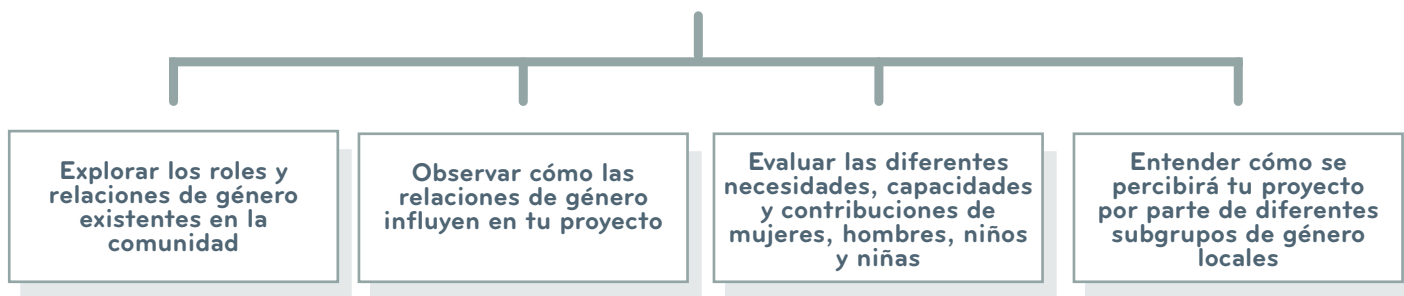 Explorar los roles y
relaciones de género
existentes en la
comunidad
Observar cómo las
relaciones de género
influyen en tu proyecto
Evaluar las diferentes
necesidades, capacidades
y contribuciones de
mujeres, hombres, niños
y niñas
Entender cómo se
percibirá tu proyecto
por parte de diferentes
subgrupos de género
locales